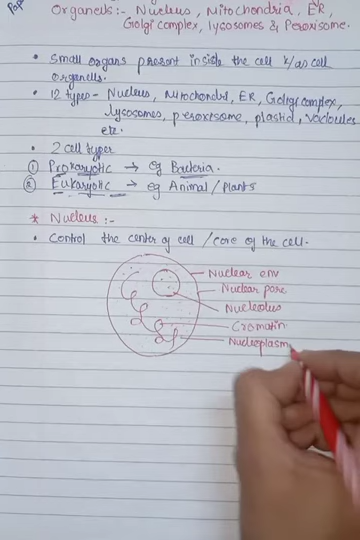 Organells:- Nucleus, Mitochondria, ER,
Golgi complex, lycosomes & Peroxisome.
• Small organs present inside the cell k/as cell
organells.
• 12 types - Nucleus, Mitochondri, ER, Golgi complex,
lycosomes, peroxisome, plastid, vacuoles
etc.
• 2 cell types
① Prokaryotic → eg Bacteria.
② Eukaryotic → eg Animal / Plants
* Nucleus :-
• Control the center of cell / core of the cell.
Nuclear env
Nuclear pore
Nucleolus
Cromatin
Nucleoplasm